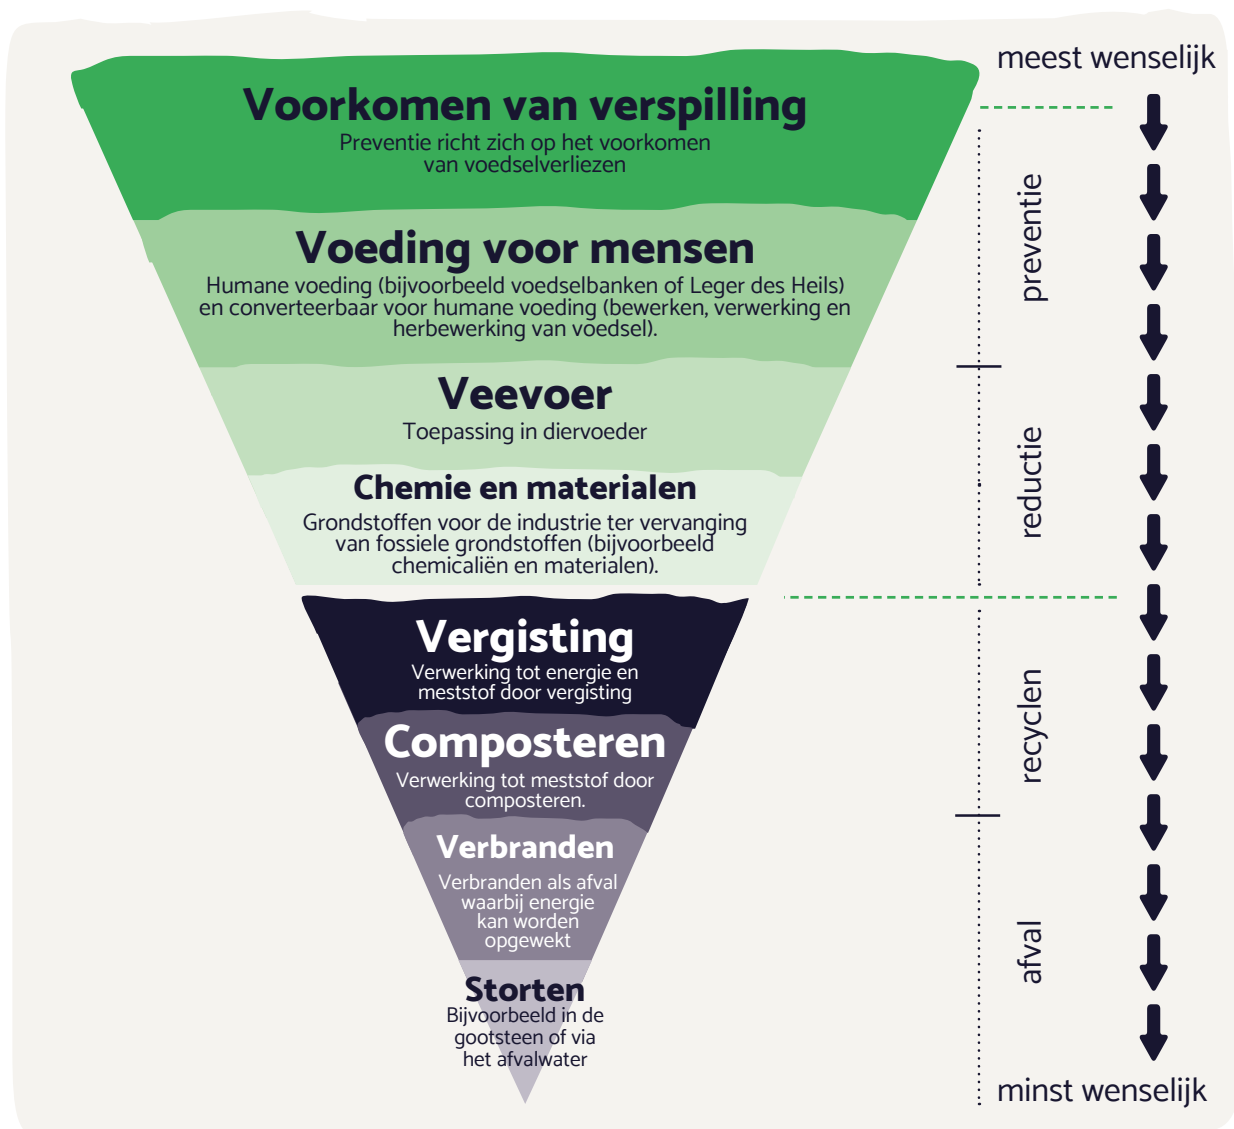 meest wenselijk
Voorkomen van verspilling
Preventie richt zich op het voorkomen
van voedselverliezen
Voeding voor mensen
Humane voeding (bijvoorbeeld voedselbanken of Leger des Heils)
en converteerbaar voor humane voeding (bewerken, verwerking en
herbewerking van voedsel).
preventie
Veevoer
Toepassing in diervoeder
Chemie en materialen
Grondstoffen voor de industrie ter vervanging
van fossiele grondstoffen (bijvoorbeeld
chemicaliën en materialen).
reductie
Vergisting
Verwerking tot energie en
meststof door vergisting
Composteren
Verwerking tot meststof door
composteren.
recyclen
Verbranden
Verbranden als afval
waarbij energie
kan worden
opgewekt
Storten
Bijvoorbeeld in de
gootsteen of via
het afvalwater
afval
minst wenselijk